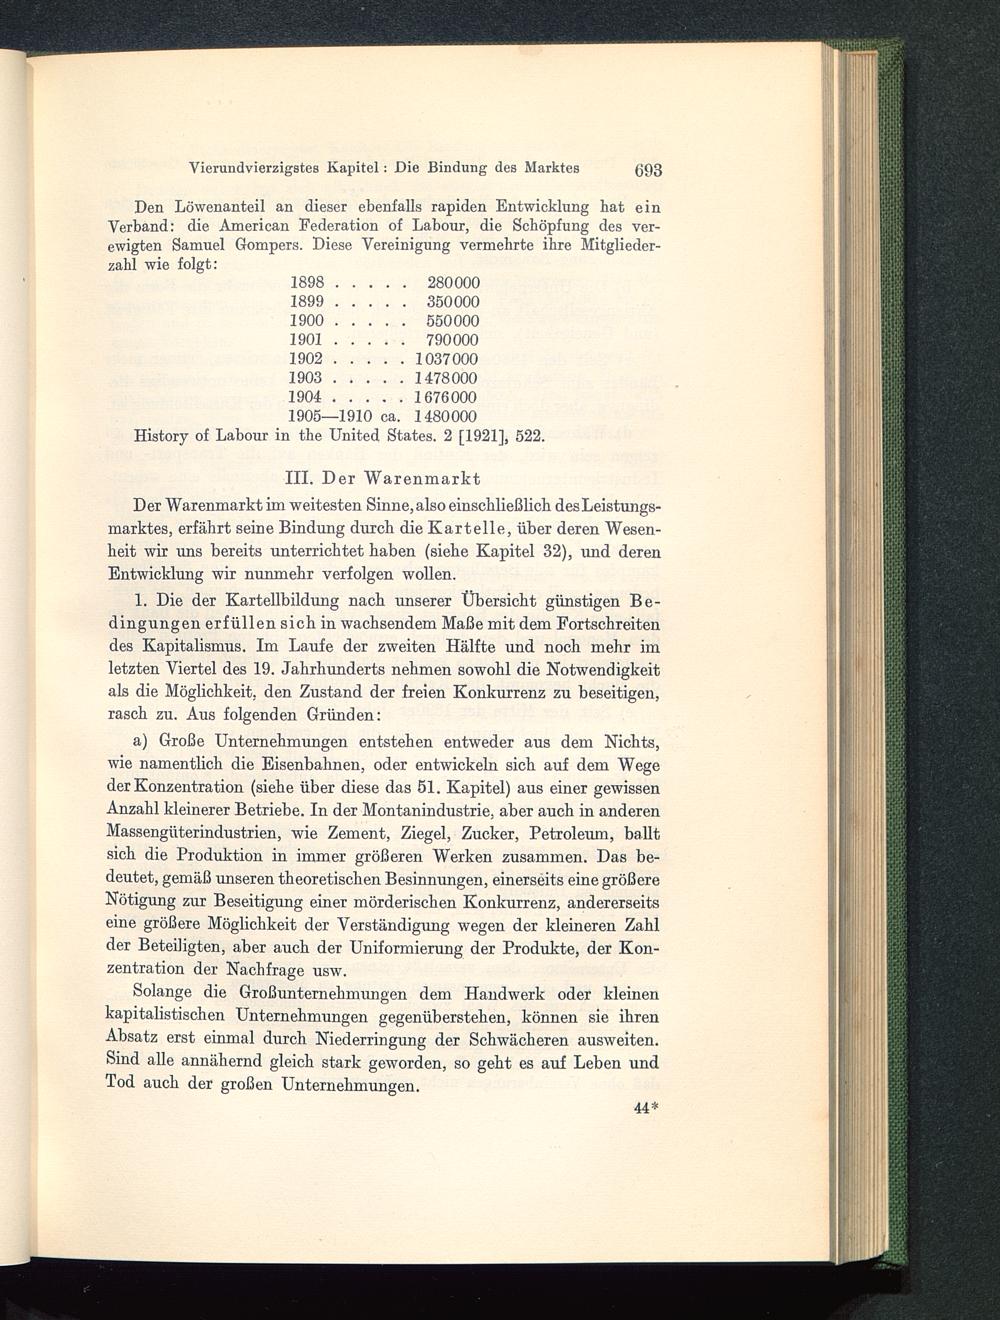 Vierundvierzigstes Kapitel: Die Bindung des Marktes 693
Den Löwenanteil an dieser ebenfalls rapiden Entwicklung hat ein
Verband: die American Federation of Labour, die Schöpfung des ver-
ewigten Samuel Gompers. Diese Vereinigung vermehrte ihre Mitglieder-
zahl wie folgt:
1898 . . . . . 280000
1899 . . . . . 350000
1900 . . . . . 550000
1901 . . . . . 790000
1902 . . . . . 1037000
1903 . . . . . 1478000
1904 . . . . . 1676000
1905—1910 ca. 1480000
History of Labour in the United States. 2 [1921], 522.
III. Der Warenmarkt
Der Warenmarkt im weitesten Sinne, also einschließlich des Leistungs-
marktes, erfährt seine Bindung durch die Kartelle, über deren Wesen-
heit wir uns bereits unterrichtet haben (siehe Kapitel 32), und deren
Entwicklung wir nunmehr verfolgen wollen.
1. Die der Kartellbildung nach unserer Übersicht günstigen Be-
dingungen erfüllen sich in wachsendem Maße mit dem Fortschreiten
des Kapitalismus. Im Laufe der zweiten Hälfte und noch mehr im
letzten Viertel des 19. Jahrhunderts nehmen sowohl die Notwendigkeit
als die Möglichkeit, den Zustand der freien Konkurrenz zu beseitigen,
rasch zu. Aus folgenden Gründen:
a) Große Unternehmungen entstehen entweder aus dem Nichts,
wie namentlich die Eisenbahnen, oder entwickeln sich auf dem Wege
der Konzentration (siehe über diese das 51. Kapitel) aus einer gewissen
Anzahl kleinerer Betriebe. In der Montanindustrie, aber auch in anderen
Massengüterindustrien, wie Zement, Ziegel, Zucker, Petroleum, ballt
sich die Produktion in immer größeren Werken zusammen. Das be-
deutet, gemäß unseren theoretischen Besinnungen, einerseits eine größere
Nötigung zur Beseitigung einer mörderischen Konkurrenz, andererseits
eine größere Möglichkeit der Verständigung wegen der kleineren Zahl
der Beteiligten, aber auch der Uniformierung der Produkte, der Kon-
zentration der Nachfrage usw.
Solange die Großunternehmungen dem Handwerk oder kleinen
kapitalistischen Unternehmungen gegenüberstehen, können sie ihren
Absatz erst einmal durch Niederringung der Schwächeren ausweiten.
Sind alle annähernd gleich stark geworden, so geht es auf Leben und
Tod auch der großen Unternehmungen.
44*